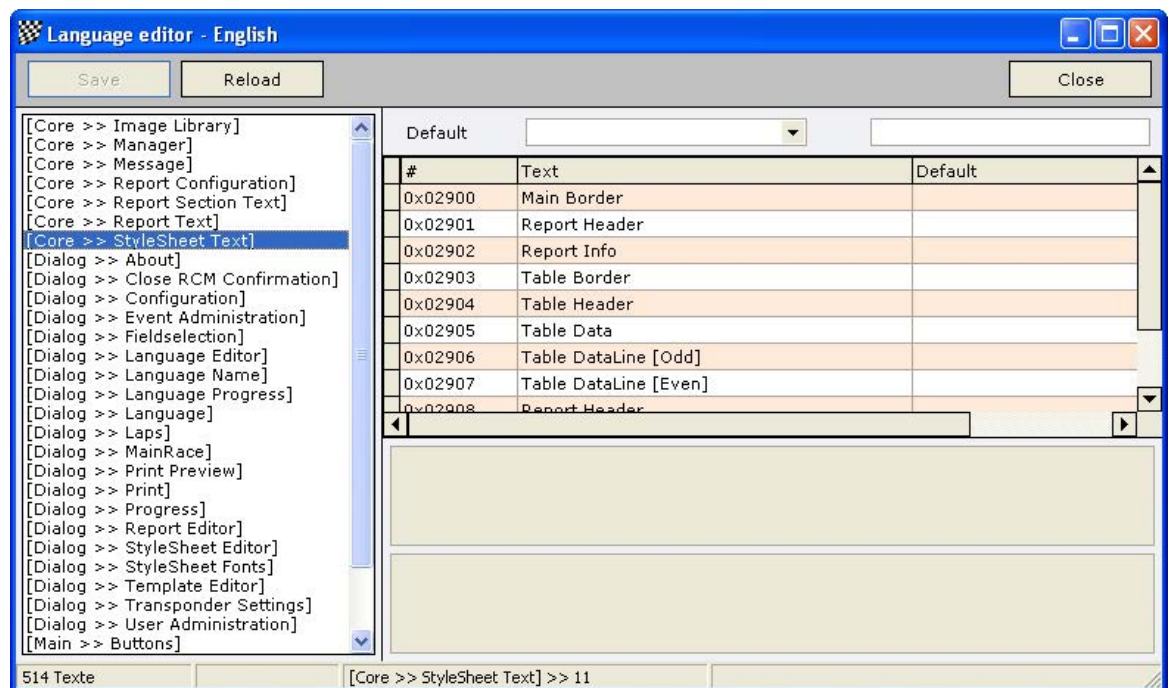 Language editor - English
Save Reload Close
[Core >> Image Library]
[Core >> Manager]
[Core >> Message]
[Core >> Report Configuration]
[Core >> Report Section Text]
[Core >> Report Text]
[Core >> StyleSheet Text]
[Dialog >> About]
[Dialog >> Close RCM Confirmation]
[Dialog >> Configuration]
[Dialog >> Event Administration]
[Dialog >> Fieldselection]
[Dialog >> Language Editor]
[Dialog >> Language Name]
[Dialog >> Language Progress]
[Dialog >> Language]
[Dialog >> Laps]
[Dialog >> MainRace]
[Dialog >> Print Preview]
[Dialog >> Print]
[Dialog >> Progress]
[Dialog >> Report Editor]
[Dialog >> StyleSheet Editor]
[Dialog >> StyleSheet Fonts]
[Dialog >> Template Editor]
[Dialog >> Transponder Settings]
[Dialog >> User Administration]
[Main >> Buttons]
Default
# Text Default
0x02900 Main Border
0x02901 Report Header
0x02902 Report Info
0x02903 Table Border
0x02904 Table Header
0x02905 Table Data
0x02906 Table DataLine [Odd]
0x02907 Table DataLine [Even]
0x02908 Report Header
514 Texte [Core >> StyleSheet Text] >> 11